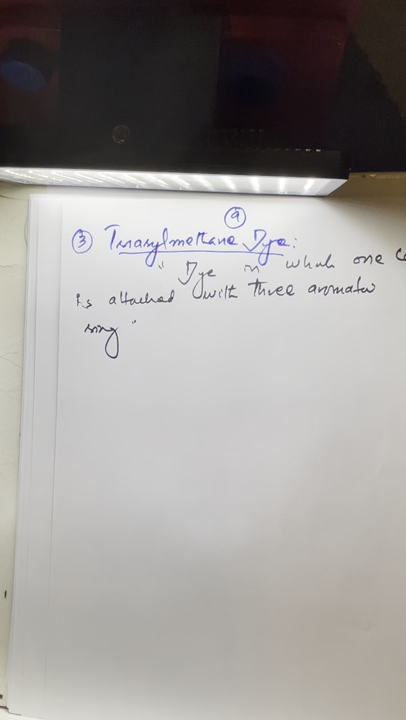 9
3 Triarylmethane Dye:
"Dye in which one C
is attached with three aromatic
ring"